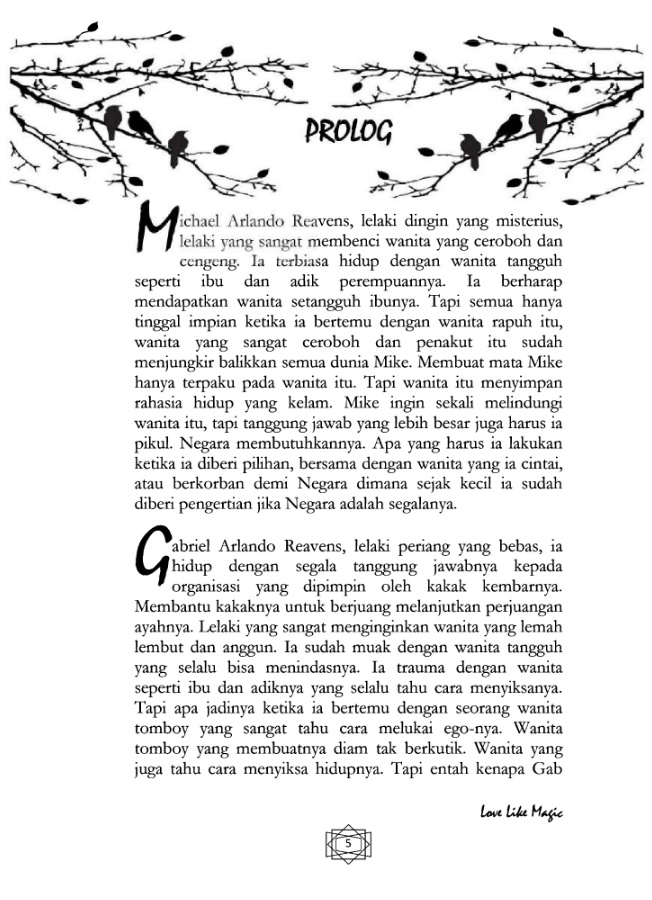 PROLOG
Michael Arlando Reavens, lelaki dingin yang misterius,
lelaki yang sangat membenci wanita yang ceroboh dan
cengeng. Ia terbiasa hidup dengan wanita tangguh
seperti ibu dan adik perempuannya. Ia berharap
mendapatkan wanita setangguh ibunya. Tapi semua hanya
tinggal impian ketika ia bertemu dengan wanita rapuh itu,
wanita yang sangat ceroboh dan penakut itu sudah
menjungkir balikkan semua dunia Mike. Membuat mata Mike
hanya terpaku pada wanita itu. Tapi wanita itu menyimpan
rahasia hidup yang kelam. Mike ingin sekali melindungi
wanita itu, tapi tanggung jawab yang lebih besar juga harus ia
pikul. Negara membutuhkannya. Apa yang harus ia lakukan
ketika ia diberi pilihan, bersama dengan wanita yang ia cintai,
atau berkorban demi Negara dimana sejak kecil ia sudah
diberi pengertian jika Negara adalah segalanya.
Gabriel Arlando Reavens, lelaki periang yang bebas, ia
hidup dengan segala tanggung jawabnya kepada
organisasi yang dipimpin oleh kakak kembarnya.
Membantu kakaknya untuk berjuang melanjutkan perjuangan
ayahnya. Lelaki yang sangat menginginkan wanita yang lemah
lembut dan anggun. Ia sudah muak dengan wanita tangguh
yang selalu bisa menindasnya. Ia trauma dengan wanita
seperti ibu dan adiknya yang selalu tahu cara menyiksanya.
Tapi apa jadinya ketika ia bertemu dengan seorang wanita
tomboy yang sangat tahu cara melukai ego-nya. Wanita
tomboy yang membuatnya diam tak berkutik. Wanita yang
juga tahu cara menyiksa hidupnya. Tapi entah kenapa Gab
Love Like Magic
5